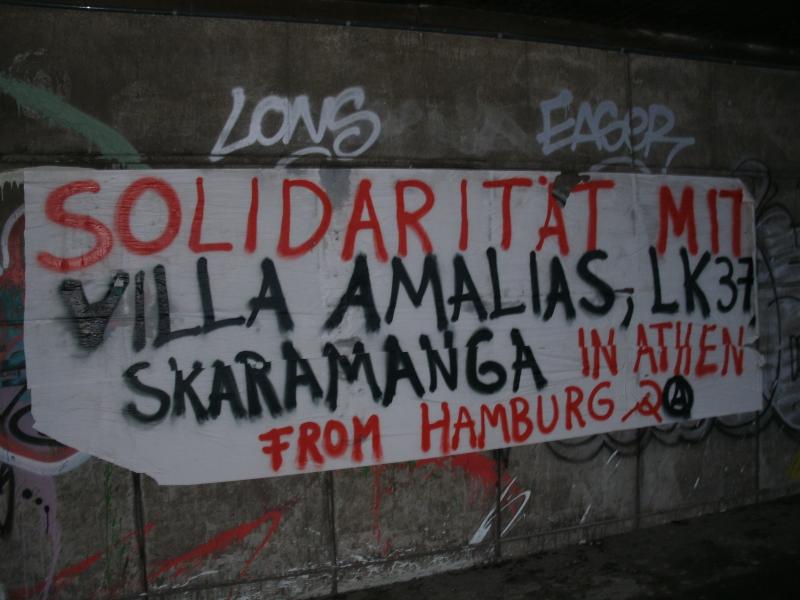 LONS EAGER
SOLIDARITÄT MIT
VILLA AMALIAS, LK37,
SKARAMANGA IN ATHEN
FROM HAMBURG